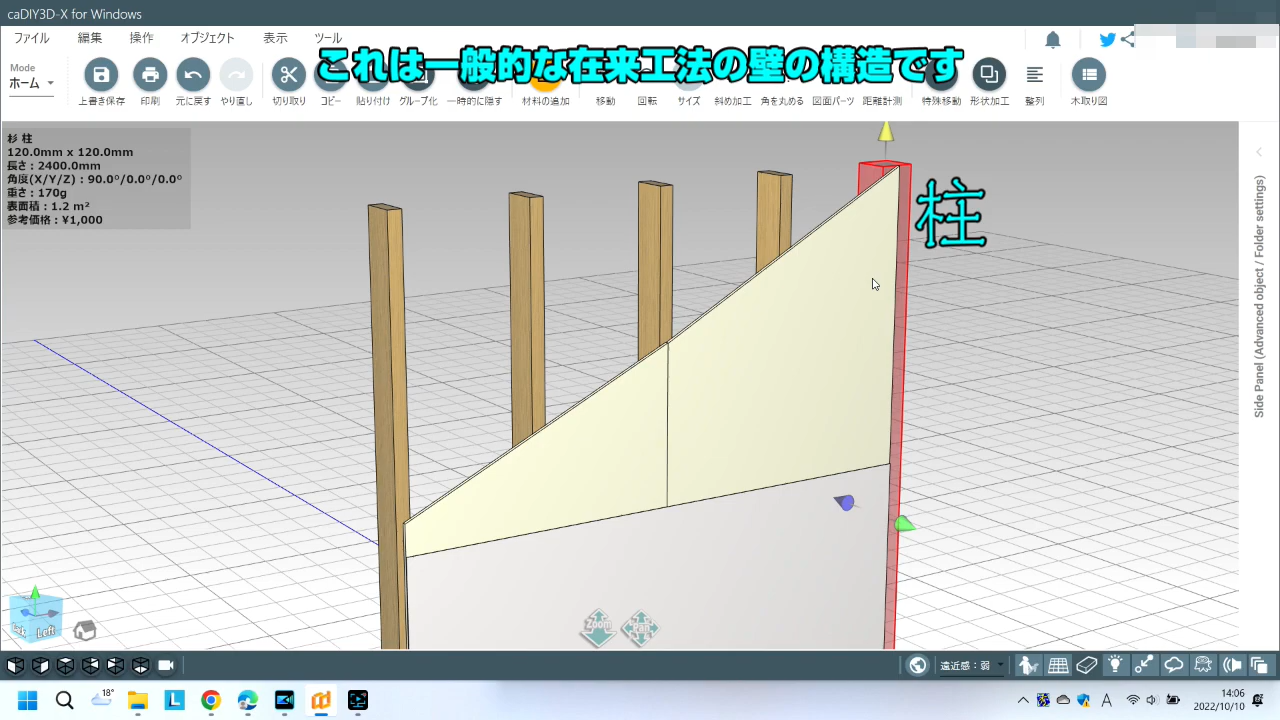 caDIY3D-X for Windows
ファイル 編集 操作 オブジェクト 表示 ツール
これは一般的な在来工法の壁の構造です
Mode
ホーム
上書き保存 印刷 元に戻す やり直し 切り取り コピー 貼り付け グループ化 一時的に隠す 材料の追加 移動 回転 サイズ 斜め加工 角を丸める 図面パーツ 距離計測 特殊移動 形状加工 整列 木取り図
杉 柱
120.0mm x 120.0mm
長さ : 2400.0mm
角度(X/Y/Z) : 90.0°/0.0°/0.0°
重さ : 170g
表面積 : 1.2 m²
参考価格 : ¥1,000
柱
Side Panel (Advanced object / Folder settings)
Left
Zoom
Pan
遠近感 : 弱
18°
A
14:06
2022/10/10